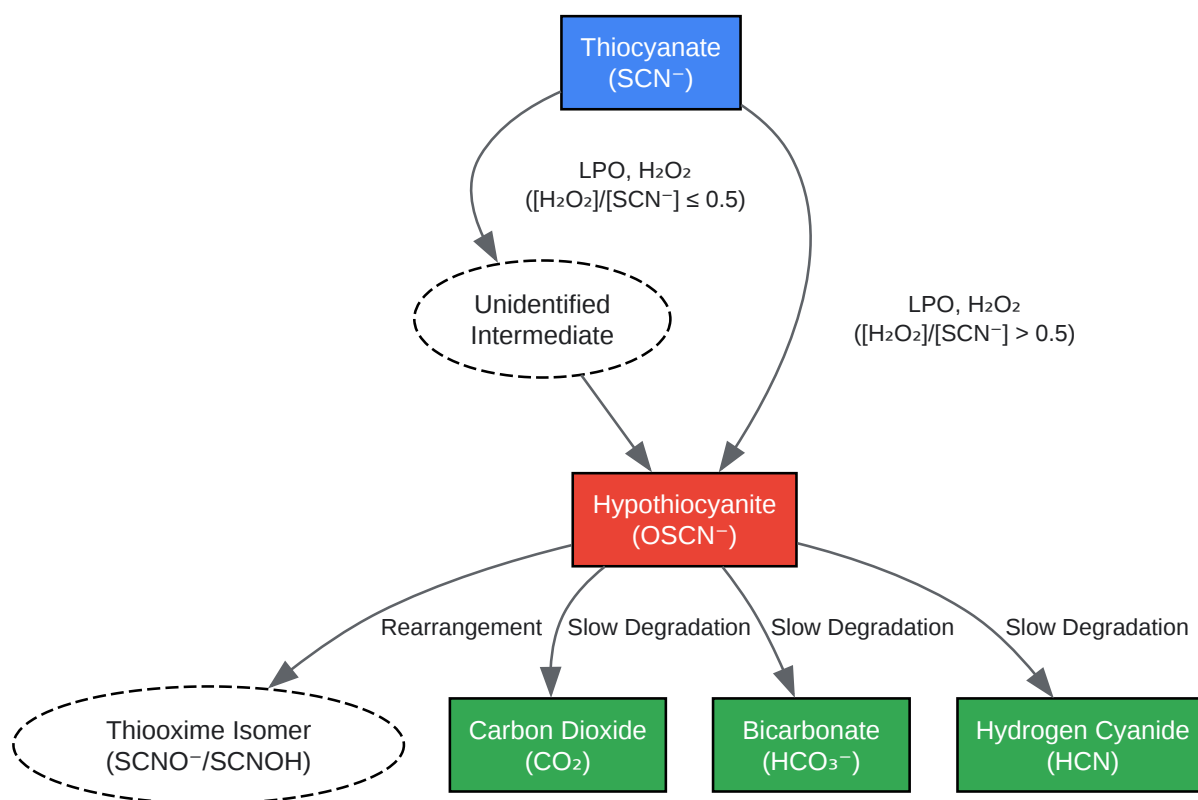 Thiocyanate
(SCN⁻)
LPO, H₂O₂
([H₂O₂]/[SCN⁻] ≤ 0.5)
Unidentified
Intermediate
LPO, H₂O₂
([H₂O₂]/[SCN⁻] > 0.5)
Hypothiocyanite
(OSCN⁻)
Rearrangement
Slow Degradation
Slow Degradation
Slow Degradation
Thiooxime Isomer
(SCNO⁻/SCNOH)
Carbon Dioxide
(CO₂)
Bicarbonate
(HCO₃⁻)
Hydrogen Cyanide
(HCN)